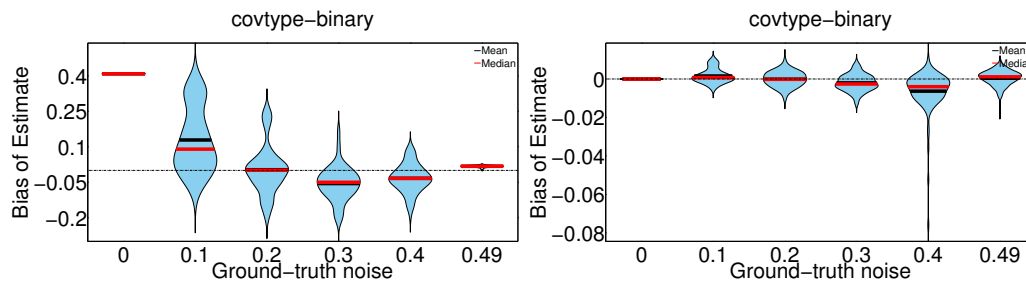 covtype−binary
Mean
Median
0.4
0.25
0.1
−0.05
−0.2
Bias of Estimate
0 0.1 0.2 0.3 0.4 0.49
Ground−truth noise
covtype−binary
Mean
Median
0
−0.02
−0.04
−0.06
−0.08
Bias of Estimate
0 0.1 0.2 0.3 0.4 0.49
Ground−truth noise